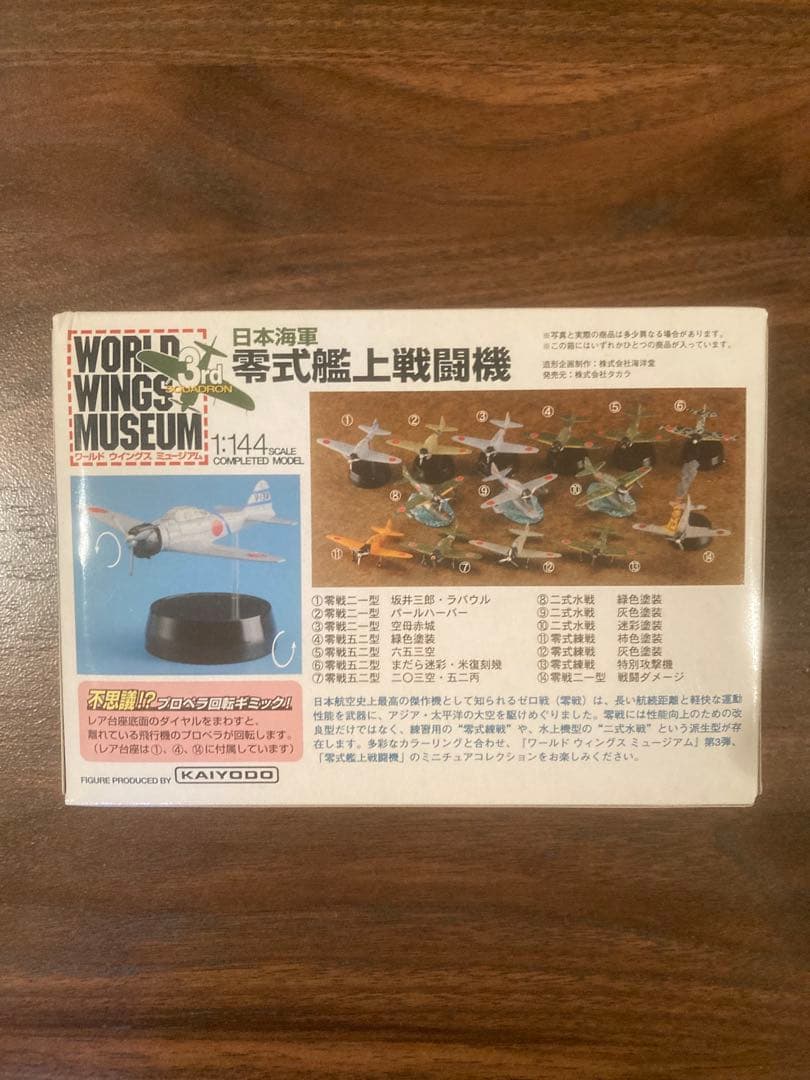 WORLD
WINGS
MUSEUM
ワールド ウイングス ミュージアム
3rd
SQUADRON
日本海軍
零式艦上戦闘機
1:144 SCALE
COMPLETED MODEL
※写真と実際の商品は多少異なる場合があります。
※この箱にはいずれかひとつの商品が入っています。
造形企画制作：株式会社海洋堂
発売元：株式会社タカラ
① ② ③ ④ ⑤ ⑥
⑧ ⑨ ⑩
⑪ ⑦ ⑫ ⑬ ⑭
①零戦二一型 坂井三郎・ラバウル
②零戦二一型 パールハーバー
③零戦二一型 空母赤城
④零戦五二型 緑色塗装
⑤零戦五二型 六五三空
⑥零戦五二型 まだら迷彩・米復刻機
⑦零戦五二型 二〇三空・五二丙
⑧二式水戦 緑色塗装
⑨二式水戦 灰色塗装
⑩二式水戦 迷彩塗装
⑪零式練戦 柿色塗装
⑫零式練戦 灰色塗装
⑬零式練戦 特別攻撃機
⑭零戦二一型 戦闘ダメージ
不思議!? プロペラ回転ギミック!!
レア台座底面のダイヤルをまわすと、
離れている飛行機のプロペラが回転します。
（レア台座は①、④、⑭に付属しています）
日本航空史上最高の傑作機として知られるゼロ戦（零戦）は、長い航続距離と軽快な運動
性能を武器に、アジア・太平洋の大空を駆けめぐりました。零戦には性能向上のための改
良型だけではなく、練習用の“零式練戦”や、水上機型の“二式水戦”という派生型が存
在します。多彩なカラーリングと合わせ、『ワールド ウィングス ミュージアム』第3弾、
「零式艦上戦闘機」のミニチュアコレクションをお楽しみください。
FIGURE PRODUCED BY KAIYODO